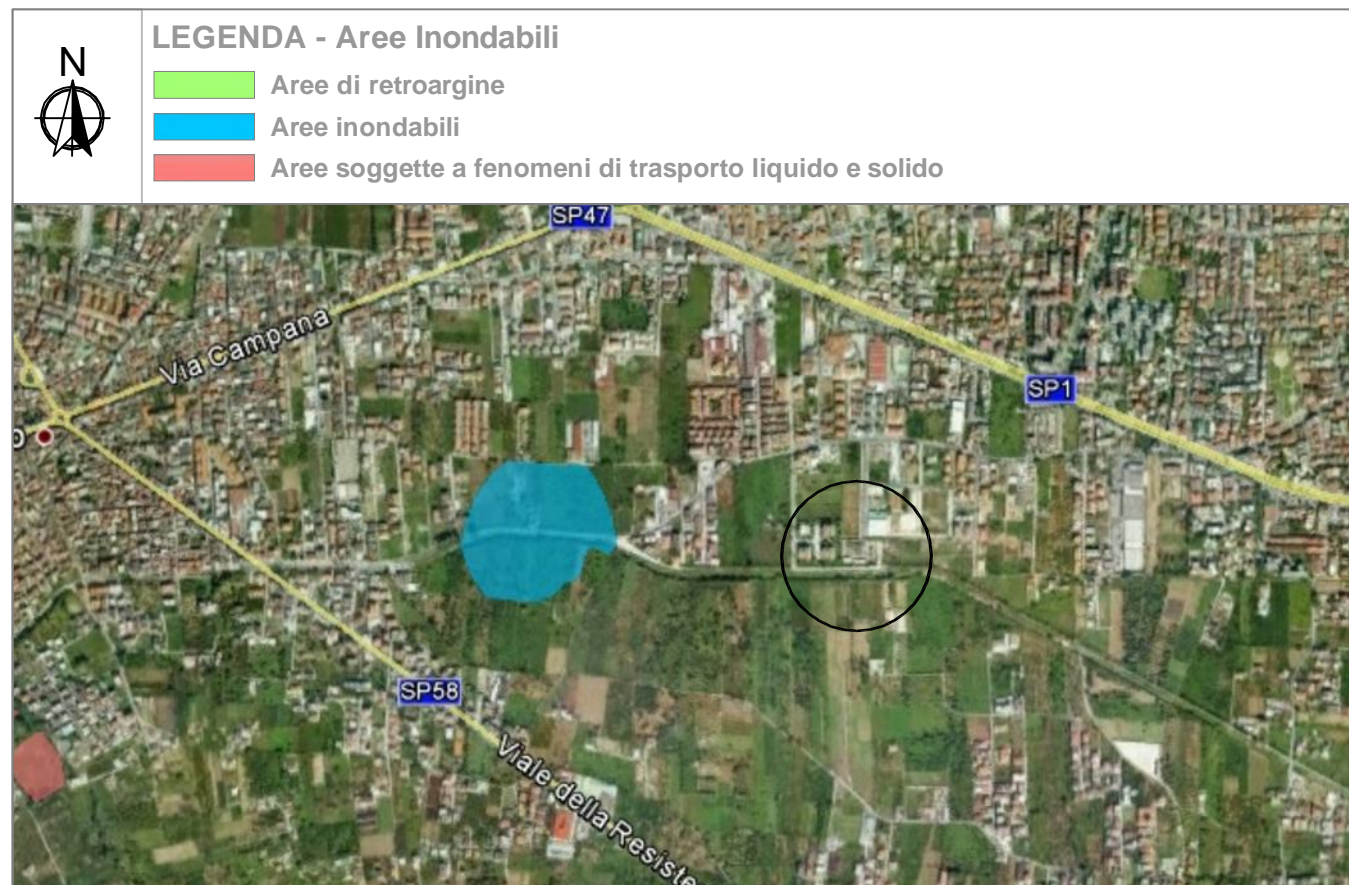 N
LEGENDA - Aree Inondabili
Aree di retroargine
Aree inondabili
Aree soggette a fenomeni di trasporto liquido e solido
SP47
Via Campana
SP1
o
SP58
Viale della Resiste